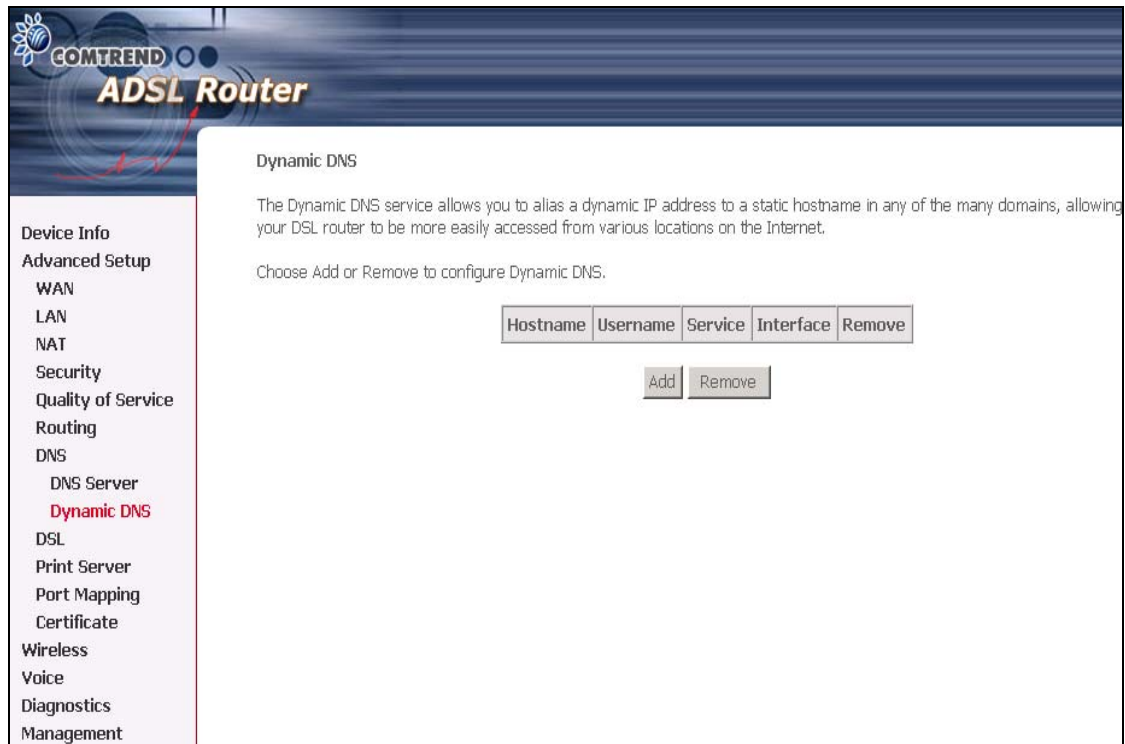 COMTREND
ADSL Router
Dynamic DNS
The Dynamic DNS service allows you to alias a dynamic IP address to a static hostname in any of the many domains, allowing
your DSL router to be more easily accessed from various locations on the Internet.
Choose Add or Remove to configure Dynamic DNS.
Hostname Username Service Interface Remove
Add Remove
Device Info
Advanced Setup
WAN
LAN
NAT
Security
Quality of Service
Routing
DNS
DNS Server
Dynamic DNS
DSL
Print Server
Port Mapping
Certificate
Wireless
Voice
Diagnostics
Management